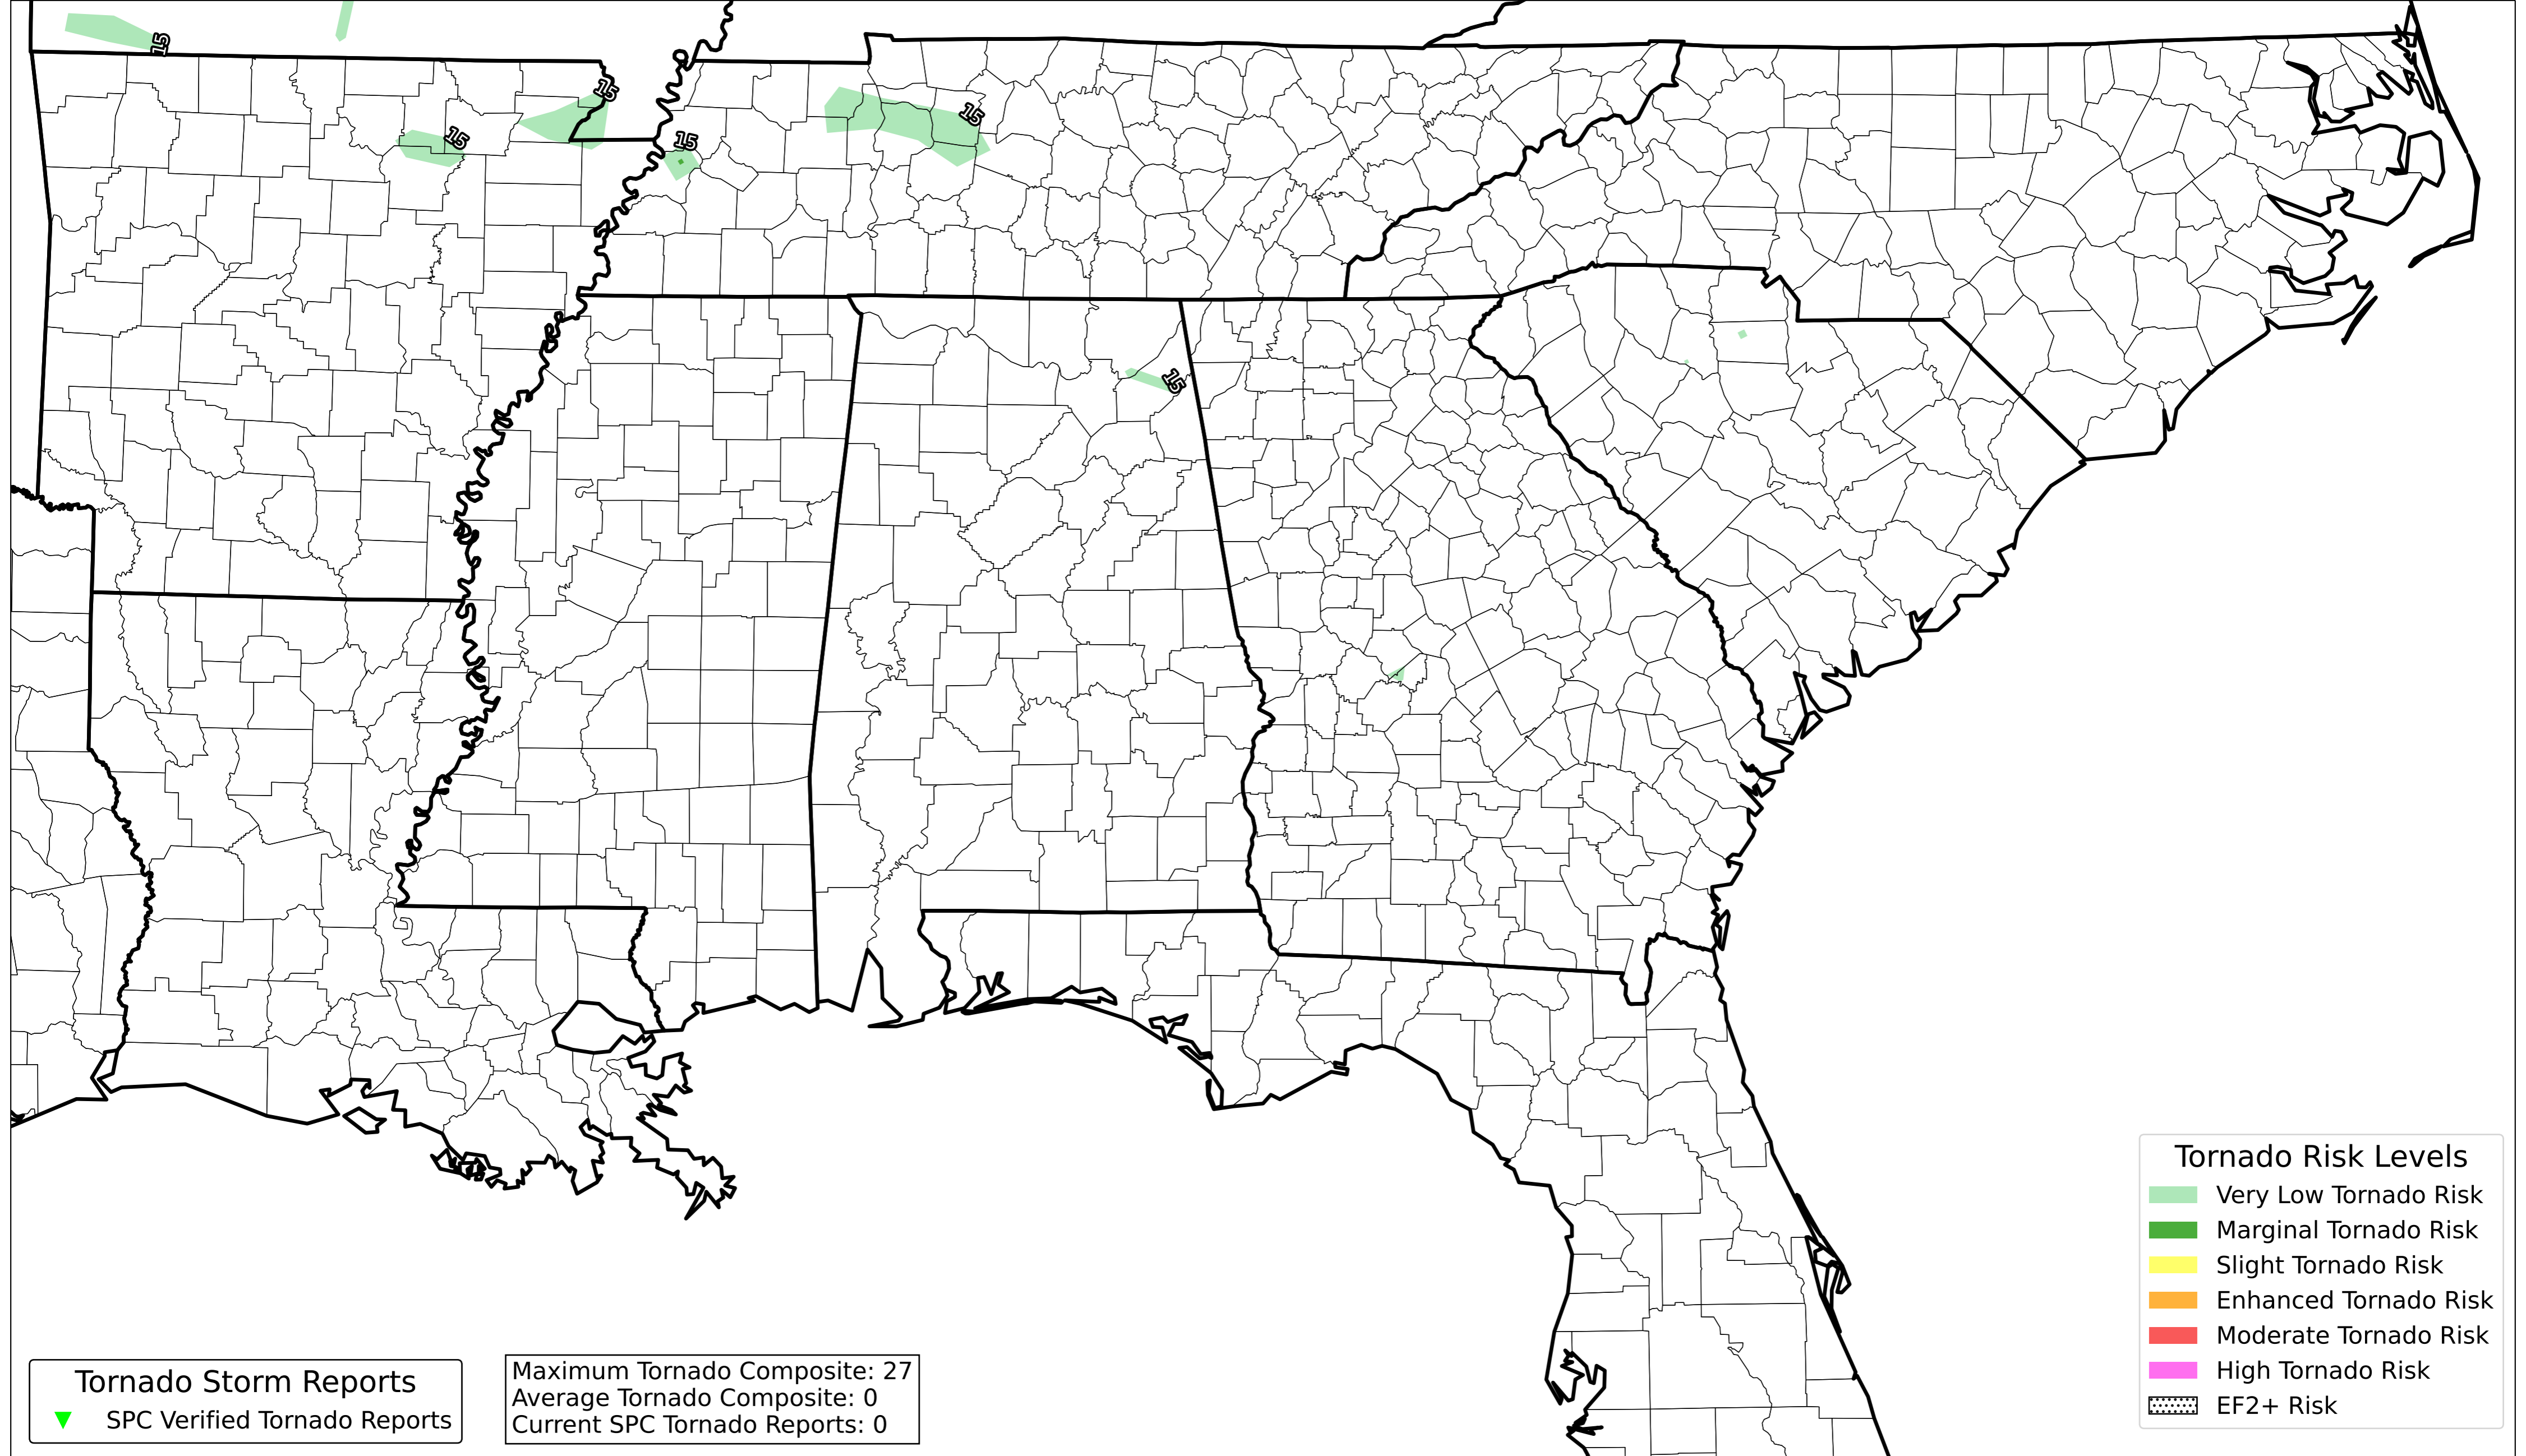 15
15
15
15
15
15
Tornado Risk Levels
Very Low Tornado Risk
Marginal Tornado Risk
Slight Tornado Risk
Enhanced Tornado Risk
Moderate Tornado Risk
High Tornado Risk
EF2+ Risk
Tornado Storm Reports
SPC Verified Tornado Reports
Maximum Tornado Composite: 27
Average Tornado Composite: 0
Current SPC Tornado Reports: 0